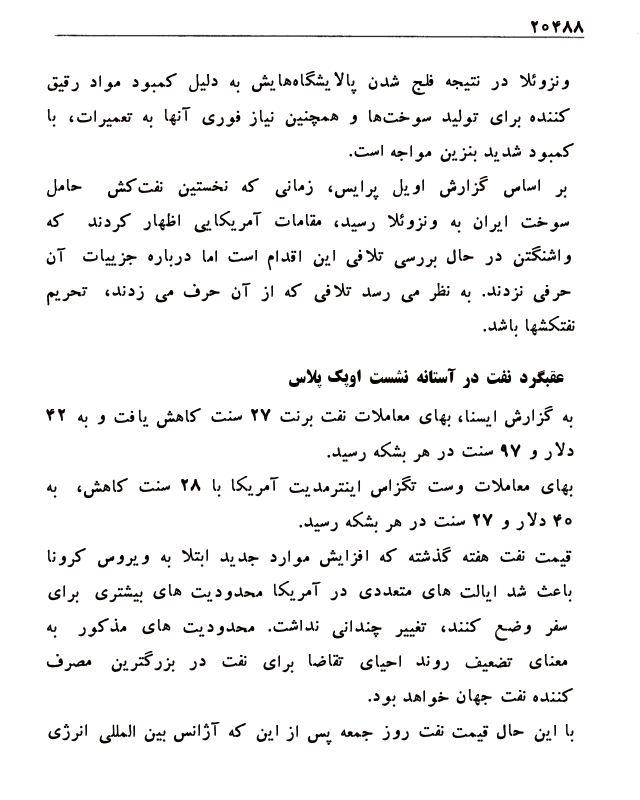 ۲۰۴۸۸
ونزوئلا در نتیجه فلج شدن پالایشگاه‌هایش به دلیل کمبود مواد رقیق
کننده برای تولید سوخت‌ها و همچنین نیاز فوری آنها به تعمیرات، با
کمبود شدید بنزین مواجه است.
بر اساس گزارش اویل پرایس، زمانی که نخستین نفت‌کش حامل
سوخت ایران به ونزوئلا رسید، مقامات آمریکایی اظهار کردند که
واشنگتن در حال بررسی تلافی این اقدام است اما درباره جزییات آن
حرفی نزدند. به نظر می رسد تلافی که از آن حرف می زدند، تحریم
نفتکشها باشد.
عقبگرد نفت در آستانه نشست اوپک پلاس
به گزارش ایسنا، بهای معاملات نفت برنت ۲۷ سنت کاهش یافت و به ۴۲
دلار و ۹۷ سنت در هر بشکه رسید.
بهای معاملات وست تگزاس اینترمدیت آمریکا با ۲۸ سنت کاهش، به
۴۰ دلار و ۲۷ سنت در هر بشکه رسید.
قیمت نفت هفته گذشته که افزایش موارد جدید ابتلا به ویروس کرونا
باعث شد ایالت های متعددی در آمریکا محدودیت های بیشتری برای
سفر وضع کنند، تغییر چندانی نداشت. محدودیت های مذکور به
معنای تضعیف روند احیای تقاضا برای نفت در بزرگترین مصرف
کننده نفت جهان خواهد بود.
با این حال قیمت نفت روز جمعه پس از این که آژانس بین المللی انرژی